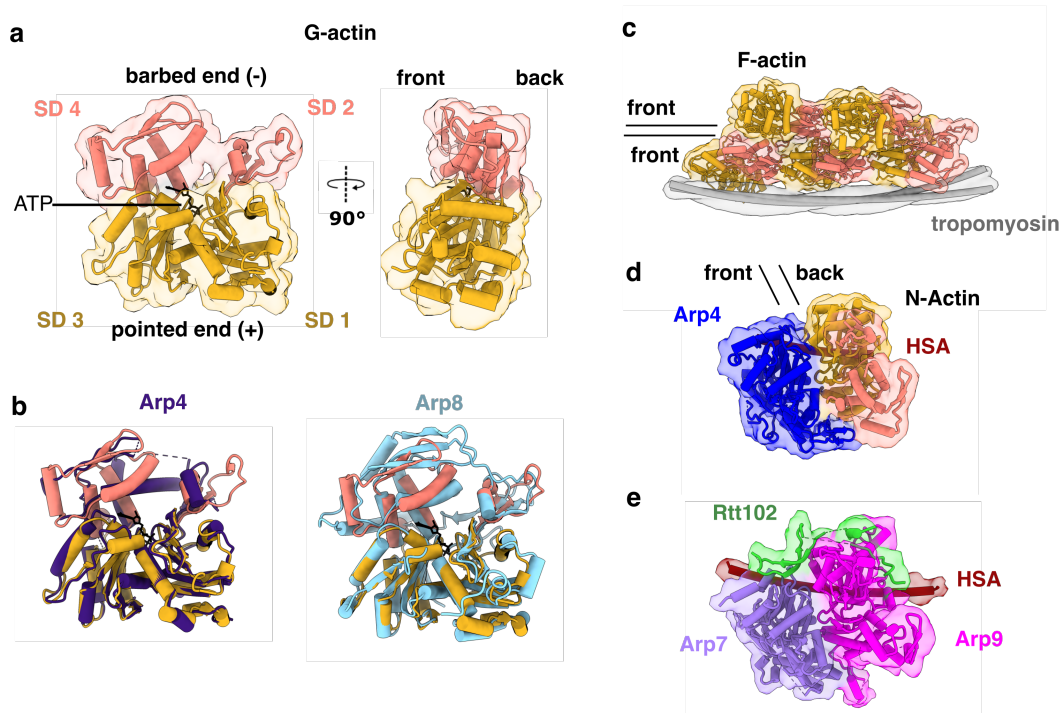 a
G-actin
barbed end (-)
SD 4
SD 2
ATP
90°
SD 3
pointed end (+)
SD 1
front
back
b
Arp4
Arp8
c
F-actin
front
front
tropomyosin
d
front
back
N-Actin
Arp4
HSA
e
Rtt102
HSA
Arp7
Arp9